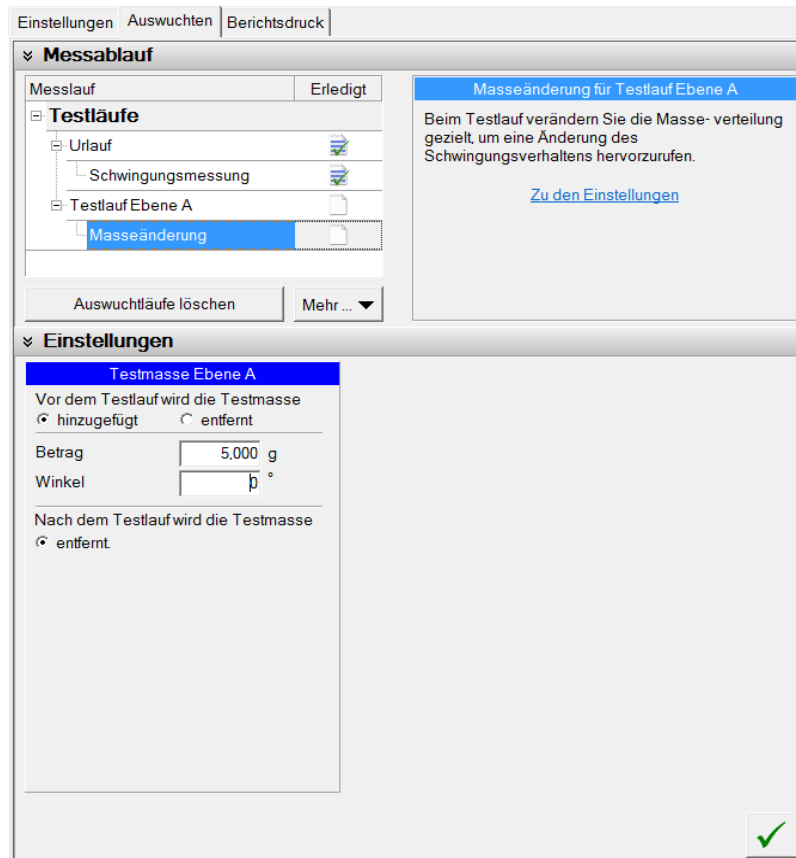 Einstellungen Auswuchten Berichtsdruck
Messablauf
Messlauf Erledigt
Testläufe
Urlauf
Schwingungsmessung
Testlauf Ebene A
Masseänderung
Auswuchtläufe löschen Mehr ...
Masseänderung für Testlauf Ebene A
Beim Testlauf verändern Sie die Masse- verteilung
gezielt, um eine Änderung des
Schwingungsverhaltens hervorzurufen.
Zu den Einstellungen
Einstellungen
Testmasse Ebene A
Vor dem Testlauf wird die Testmasse
hinzugefügt entfernt
Betrag 5,000 g
Winkel 0 °
Nach dem Testlauf wird die Testmasse
entfernt.